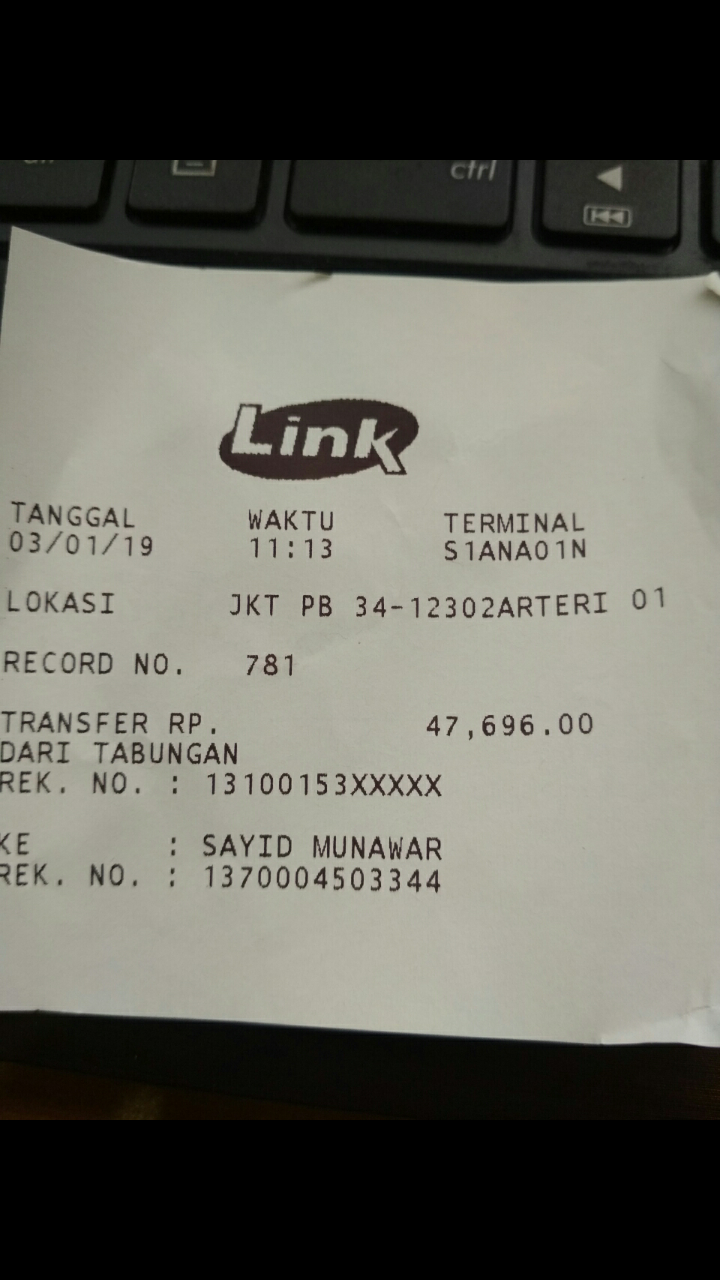 ctrl
Link
TANGGAL WAKTU TERMINAL
03/01/19 11:13 S1ANA01N
LOKASI JKT PB 34-12302ARTERI 01
RECORD NO. 781
TRANSFER RP. 47,696.00
DARI TABUNGAN
REK. NO. : 13100153XXXXX
KE : SAYID MUNAWAR
REK. NO. : 1370004503344